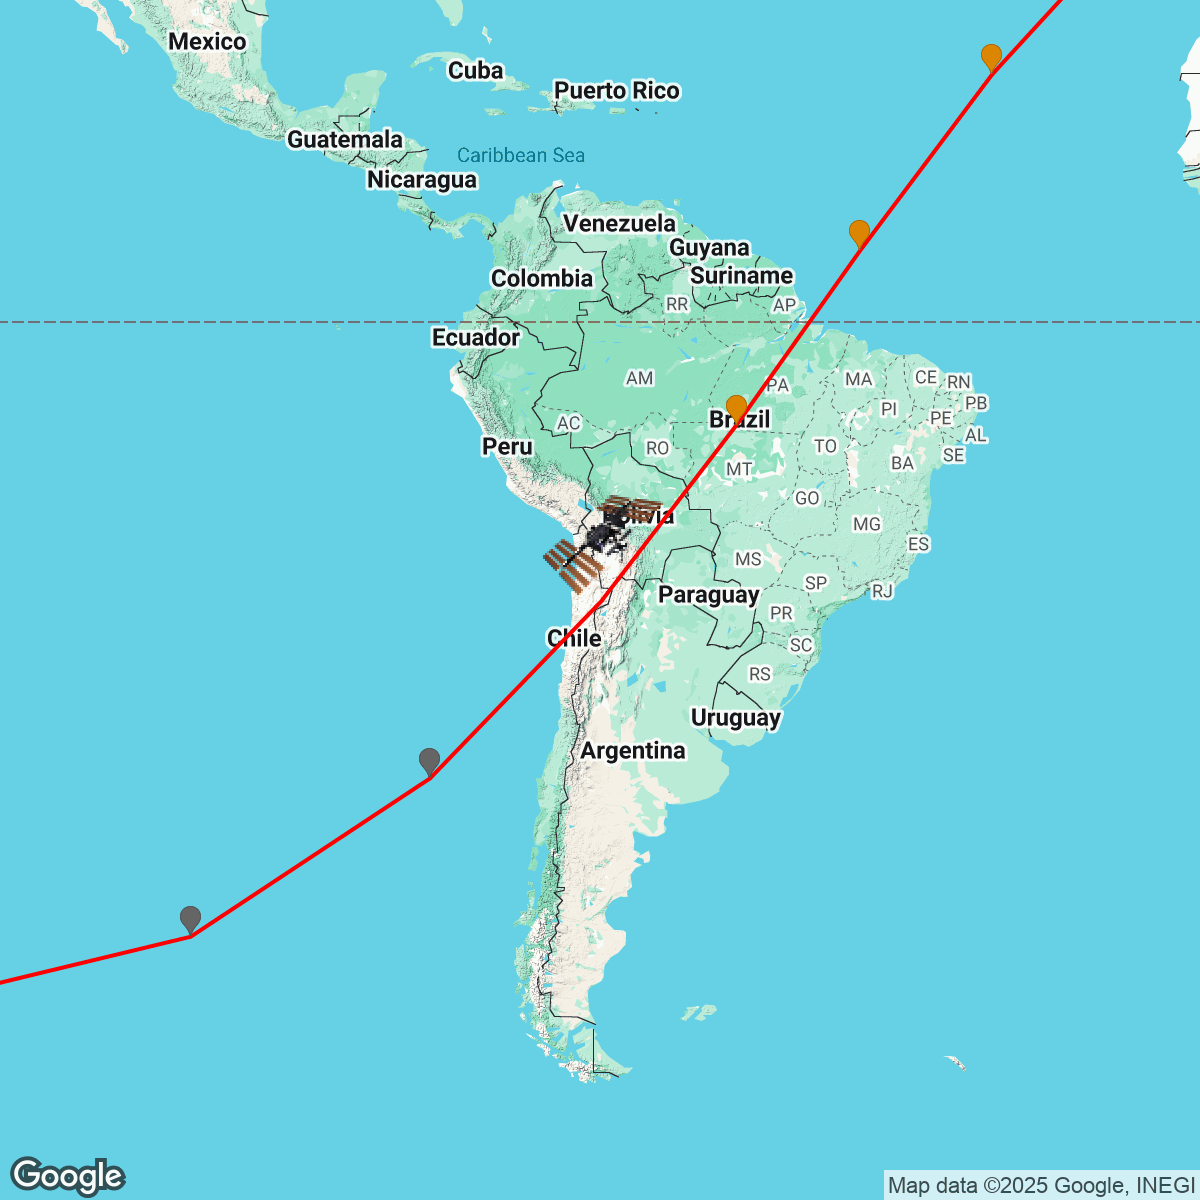 Mexico
Cuba
Puerto Rico
Guatemala
Caribbean Sea
Nicaragua
Venezuela
Guyana
Colombia
Suriname
RR
AP
Ecuador
AM
PA
MA
CE
RN
PB
PI
PE
AL
AC
Brazil
Peru
RO
TO
SE
MT
BA
GO
Bolivia
MG
ES
MS
SP
RJ
Paraguay
PR
Chile
SC
RS
Uruguay
Argentina
Google
Map data ©2025 Google, INEGI